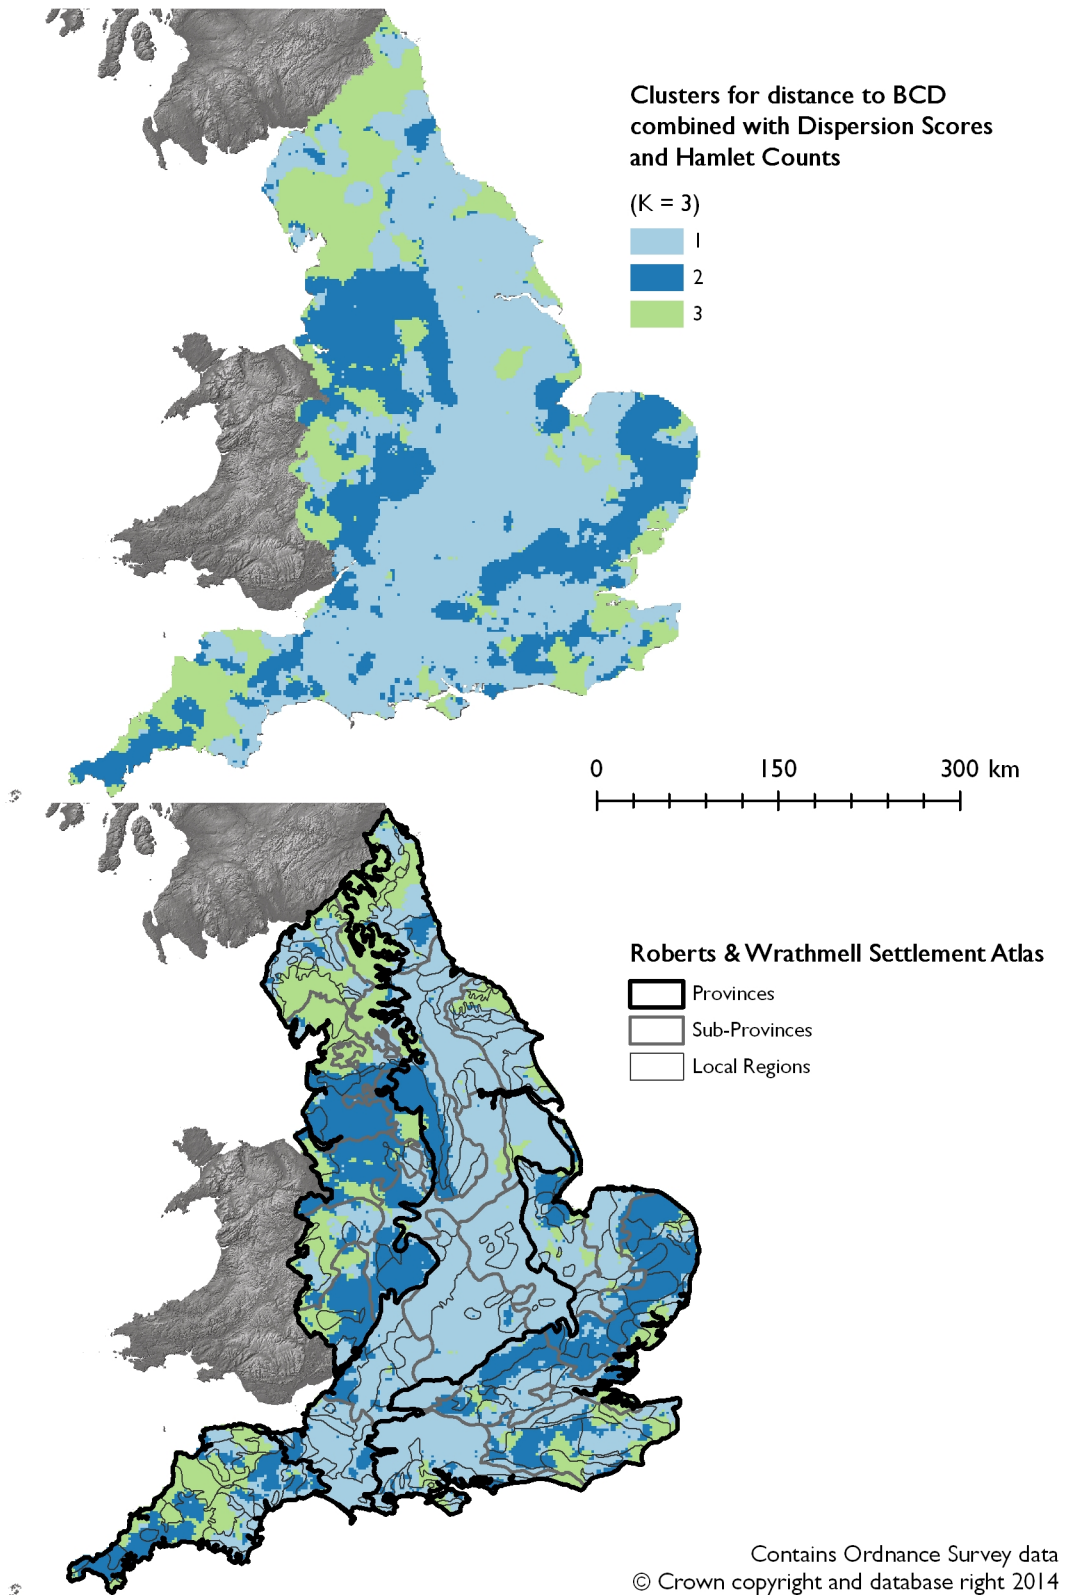 Clusters for distance to BCD
combined with Dispersion Scores
and Hamlet Counts
(K = 3)
1
2
3
0 150 300 km
Roberts & Wrathmell Settlement Atlas
Provinces
Sub-Provinces
Local Regions
Contains Ordnance Survey data
© Crown copyright and database right 2014